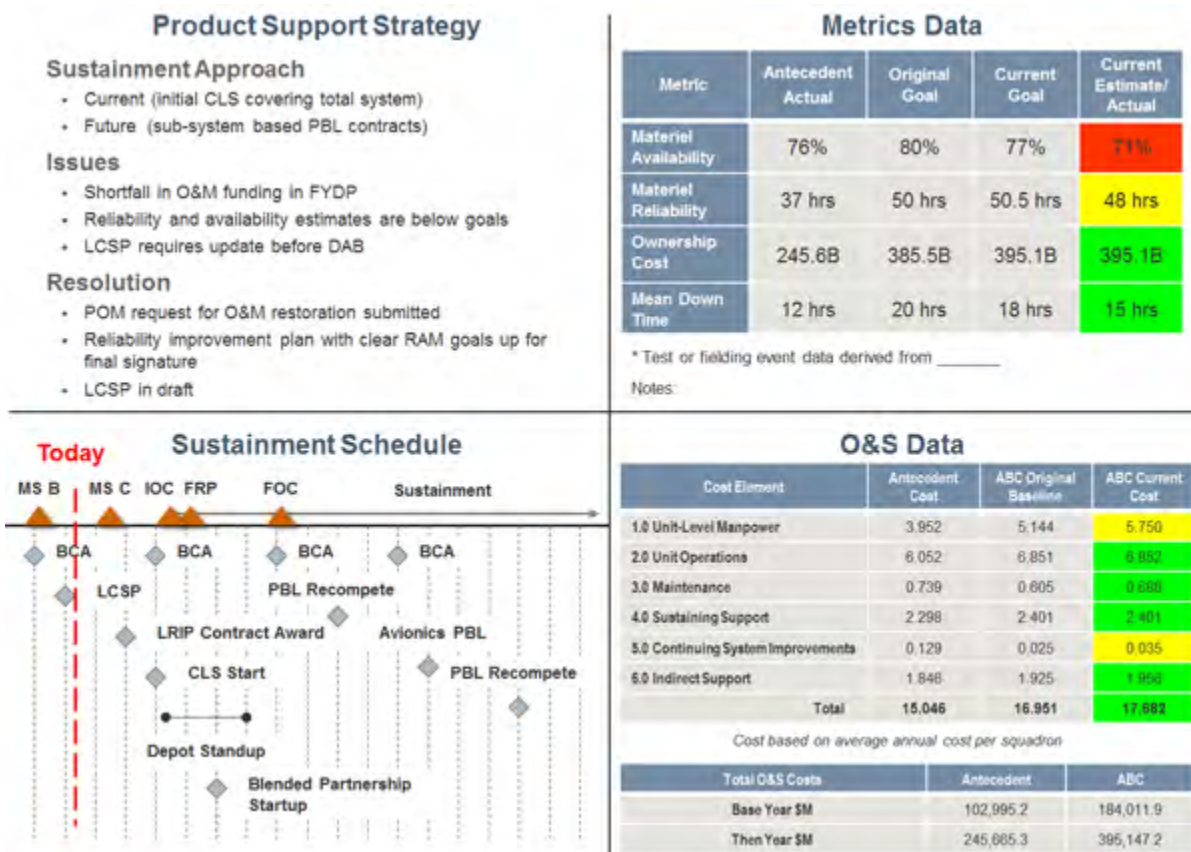 Product Support Strategy
Sustainment Approach
• Current (initial CLS covering total system)
• Future (sub-system based PBL contracts)
Issues
• Shortfall in O&M funding in FYDP
• Reliability and availability estimates are below goals
• LCSP requires update before DAB
Resolution
• POM request for O&M restoration submitted
• Reliability improvement plan with clear RAM goals up for
final signature
• LCSP in draft
Metrics Data
Metric Antecedent Actual Original Goal Current Goal Current Estimate/ Actual
Materiel Availability 76% 80% 77% 71%
Materiel Reliability 37 hrs 50 hrs 50.5 hrs 48 hrs
Ownership Cost 245.6B 385.5B 395.1B 395.1B
Mean Down Time 12 hrs 20 hrs 18 hrs 15 hrs
* Test or fielding event data derived from ______
Notes:
Sustainment Schedule
Today
MS B MS C IOC FRP FOC Sustainment
BCA BCA BCA BCA
LCSP PBL Recompete
LRIP Contract Award Avionics PBL
CLS Start PBL Recompete
Depot Standup
Blended Partnership
Startup
O&S Data
Cost Element Antecedent Cost ABC Original Baseline ABC Current Cost
1.0 Unit-Level Manpower 3.952 5.144 5.750
2.0 Unit Operations 6.052 6.851 6.852
3.0 Maintenance 0.739 0.605 0.688
4.0 Sustaining Support 2.298 2.401 2.401
5.0 Continuing System Improvements 0.129 0.025 0.035
6.0 Indirect Support 1.846 1.925 1.956
Total 15.046 16.951 17,682
Cost based on average annual cost per squadron
Total O&S Costs Antecedent ABC
Base Year $M 102,995.2 184,011.9
Then Year $M 245,665.3 395,147.2